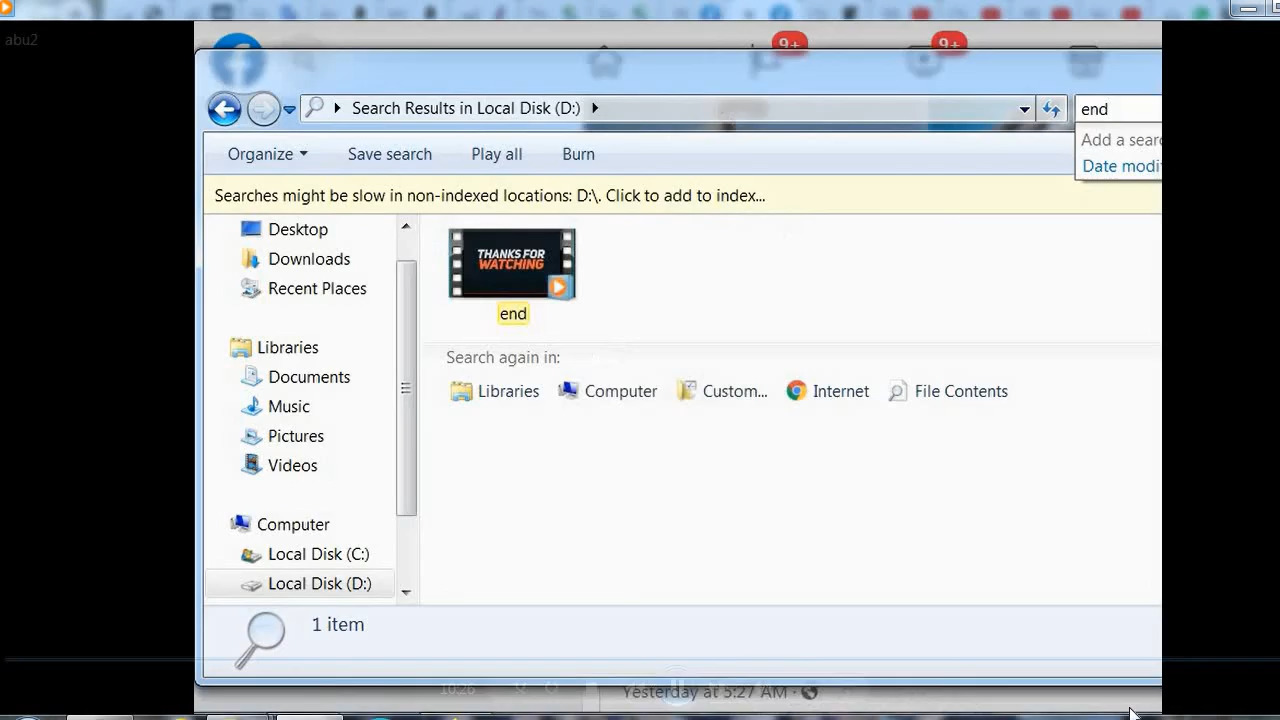 abu2
9+
9+
Search Results in Local Disk (D:)
end
Add a sear
Organize
Save search
Play all
Burn
Date modi
Searches might be slow in non-indexed locations: D:\. Click to add to index...
Desktop
Downloads
Recent Places
THANKS FOR
WATCHING
end
Libraries
Search again in:
Documents
Libraries
Computer
Custom...
Internet
File Contents
Music
Pictures
Videos
Computer
Local Disk (C:)
Local Disk (D:)
1 item
10:26
Yesterday at 5:27 AM ·